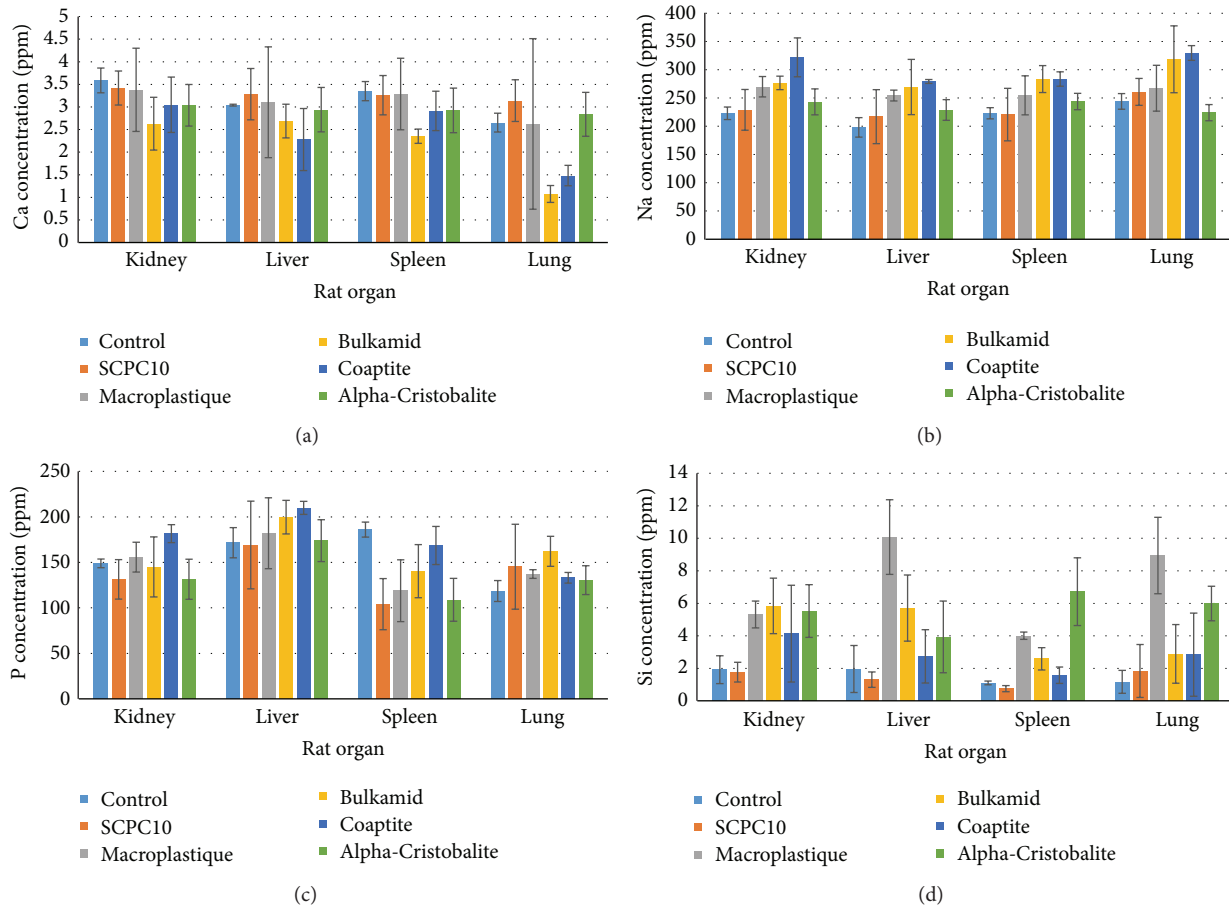 Ca concentration (ppm)
5
4.5
4
3.5
3
2.5
2
1.5
1
0.5
0
Kidney Liver Spleen Lung
Rat organ
Control
SCPC10
Macroplastique
Bulkamid
Coaptite
Alpha-Cristobalite
(a)
Na concentration (ppm)
400
350
300
250
200
150
100
50
0
Kidney Liver Spleen Lung
Rat organ
Control
SCPC10
Macroplastique
Bulkamid
Coaptite
Alpha-Cristobalite
(b)
P concentration (ppm)
250
200
150
100
50
0
Kidney Liver Spleen Lung
Rat organ
Control
SCPC10
Macroplastique
Bulkamid
Coaptite
Alpha-Cristobalite
(c)
Si concentration (ppm)
14
12
10
8
6
4
2
0
Kidney Liver Spleen Lung
Rat organ
Control
SCPC10
Macroplastique
Bulkamid
Coaptite
Alpha-Cristobalite
(d)